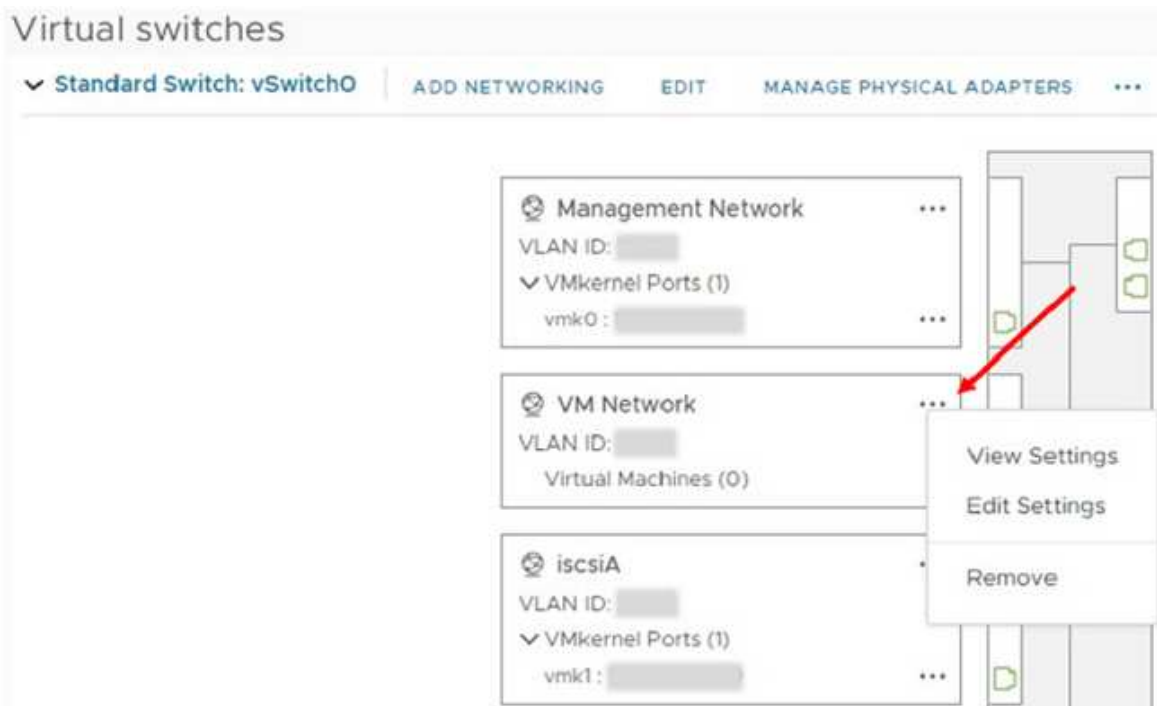 Virtual switches
Standard Switch: vSwitch0 ADD NETWORKING EDIT MANAGE PHYSICAL ADAPTERS ...
Management Network ...
VLAN ID:
VMkernel Ports (1)
vmk0 : ...
VM Network ...
VLAN ID:
Virtual Machines (0)
View Settings
Edit Settings
Remove
iscsiA
VLAN ID:
VMkernel Ports (1)
vmk1 : ...